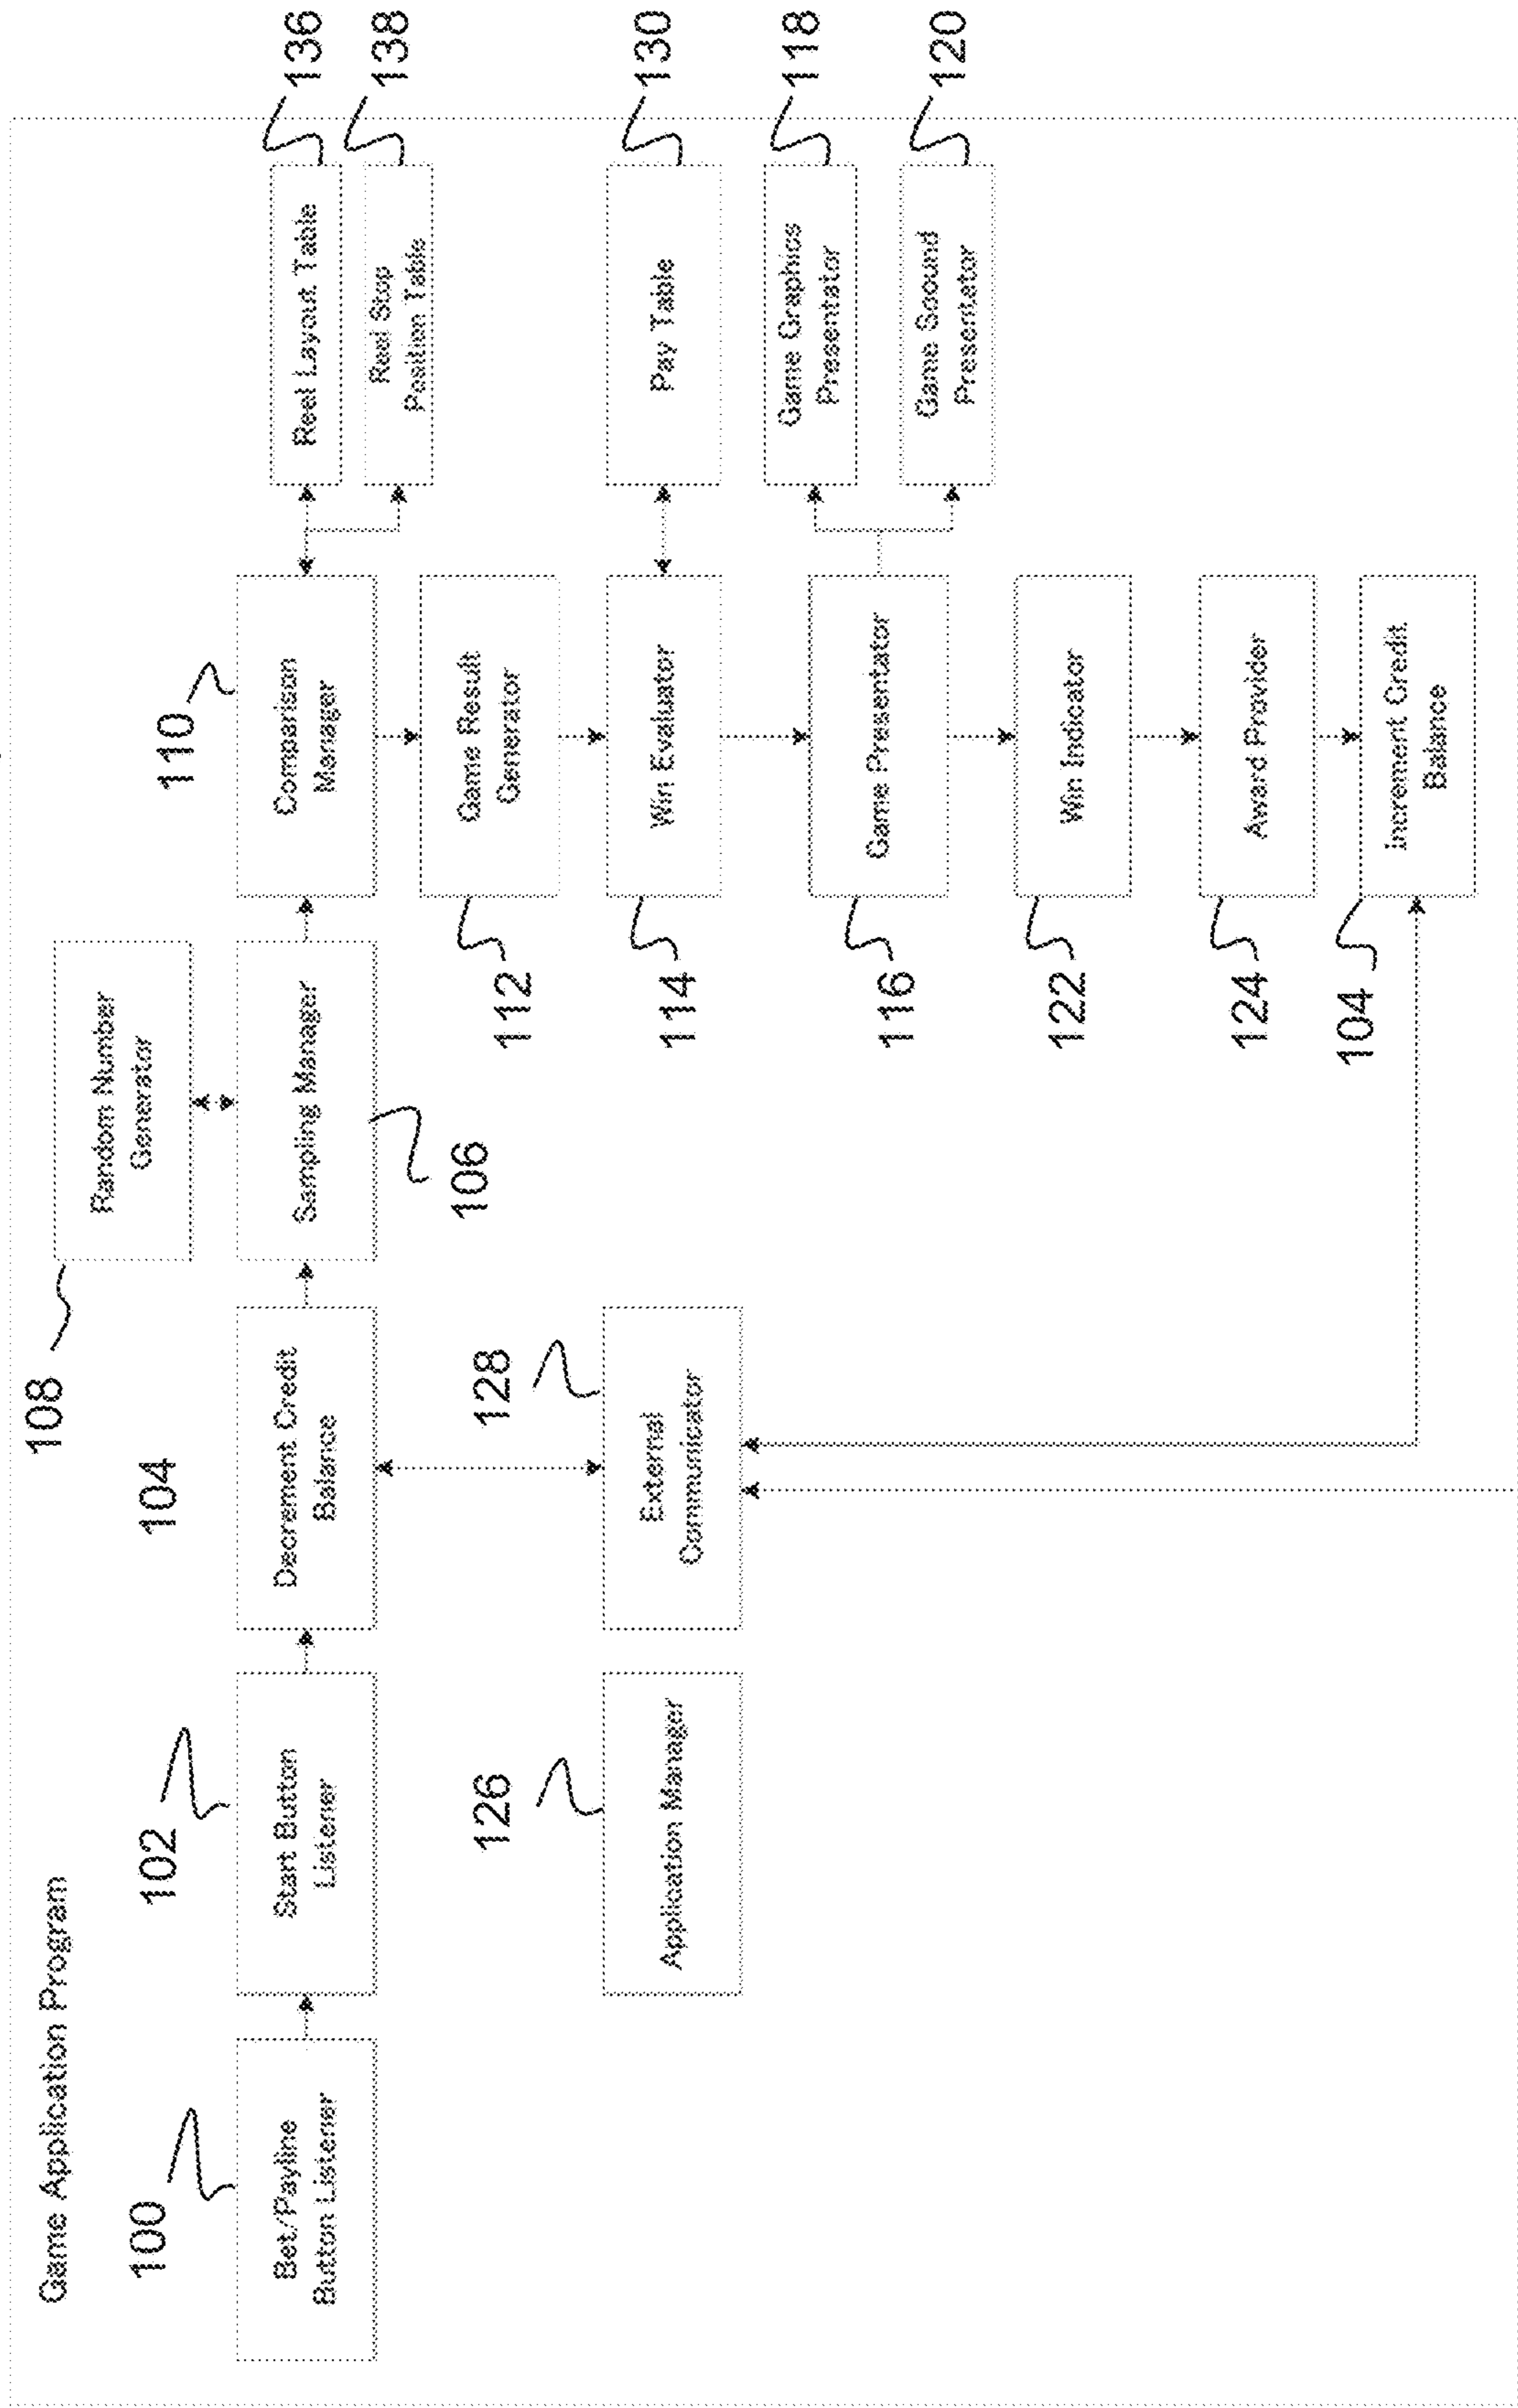 Game Application Program
108
Random Number
Generator
100
102
104
110
136
138
Bet/Payline
Button Listener
Start Button
Listener
Decrement Credit
Balance
Sampling Manager
Comparison
Manager
Reel Layout Table
Reel Stop
Position Table
106
112
Game Result
Generator
126
128
Application Manager
External
Communicator
114
Win Evaluator
Pay Table
130
116
Game Presentator
Game Graphics
Presentator
118
Game Soound
Presentator
120
122
Win Indicator
124
Award Provider
104
Increment Credit
Balance